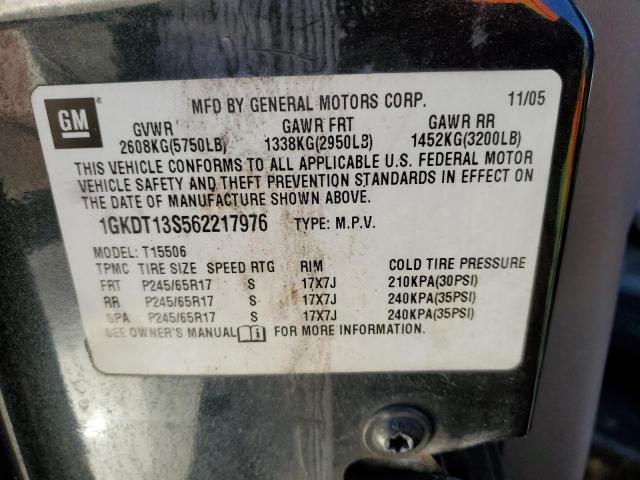 GM
MFD BY GENERAL MOTORS CORP. 11/05
GVWR GAWR FRT GAWR RR
2608KG(5750LB) 1338KG(2950LB) 1452KG(3200LB)
THIS VEHICLE CONFORMS TO ALL APPLICABLE U.S. FEDERAL MOTOR
VEHICLE SAFETY AND THEFT PREVENTION STANDARDS IN EFFECT ON
THE DATE OF MANUFACTURE SHOWN ABOVE.
1GKDT13S562217976 TYPE: M.P.V.
MODEL: T15506
TPMC TIRE SIZE SPEED RTG RIM COLD TIRE PRESSURE
FRT P245/65R17 S 17X7J 210KPA(30PSI)
RR P245/65R17 S 17X7J 240KPA(35PSI)
SPA P245/65R17 S 17X7J 240KPA(35PSI)
SEE OWNER'S MANUAL FOR MORE INFORMATION.